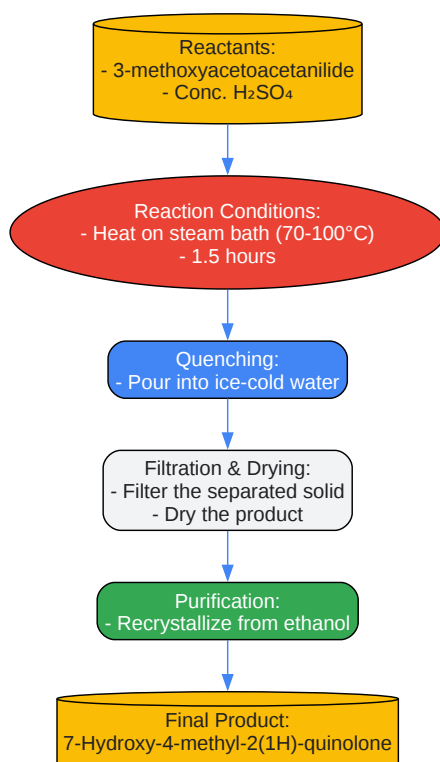 Reactants:
- 3-methoxyacetoacetanilide
- Conc. H₂SO₄
Reaction Conditions:
- Heat on steam bath (70-100°C)
- 1.5 hours
Quenching:
- Pour into ice-cold water
Filtration & Drying:
- Filter the separated solid
- Dry the product
Purification:
- Recrystallize from ethanol
Final Product:
7-Hydroxy-4-methyl-2(1H)-quinolone